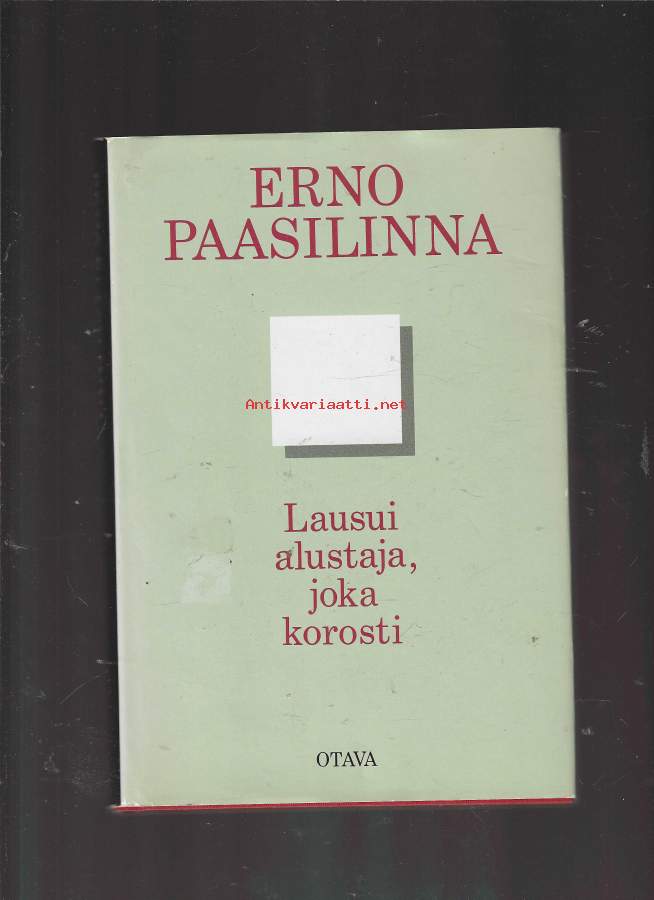 ERNO
PAASILINNA
Antikvariaatti.net
Lausui
alustaja,
joka
korosti
OTAVA